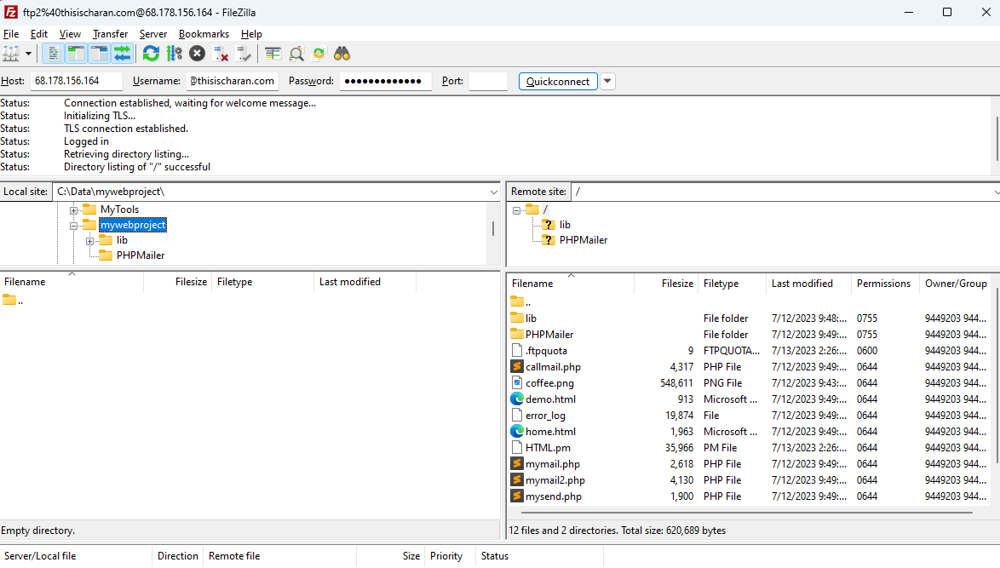 ftp2%40thisischaran.com@68.178.156.164 - FileZilla
File Edit View Transfer Server Bookmarks Help
Host: 68.178.156.164 Username: @thisischaran.com Password: ●●●●●●●●●●●●● Port: Quickconnect
Status: Connection established, waiting for welcome message...
Status: Initializing TLS...
Status: TLS connection established.
Status: Logged in
Status: Retrieving directory listing...
Status: Directory listing of "/" successful
Local site: C:\Data\mywebproject\
MyTools
mywebproject
lib
PHPMailer
Filename Filesize Filetype Last modified
..
Empty directory.
Remote site: /
/
? lib
? PHPMailer
Filename Filesize Filetype Last modified Permissions Owner/Group
..
lib File folder 7/12/2023 9:48:... 0755 9449203 944...
PHPMailer File folder 7/12/2023 9:49:... 0755 9449203 944...
.ftpquota 9 FTPQUOTA... 7/13/2023 2:26:... 0600 9449203 944...
callmail.php 4,317 PHP File 7/12/2023 9:49:... 0644 9449203 944...
coffee.png 548,611 PNG File 7/12/2023 9:43:... 0644 9449203 944...
demo.html 913 Microsoft ... 7/12/2023 9:49:... 0644 9449203 944...
error_log 19,874 File 7/12/2023 9:49:... 0644 9449203 944...
home.html 1,963 Microsoft ... 7/12/2023 9:49:... 0644 9449203 944...
HTML.pm 35,966 PM File 7/13/2023 2:26:... 0644 9449203 944...
mymail.php 2,618 PHP File 7/12/2023 9:49:... 0644 9449203 944...
mymail2.php 4,130 PHP File 7/12/2023 9:49:... 0644 9449203 944...
mysend.php 1,900 PHP File 7/12/2023 9:49:... 0644 9449203 944...
12 files and 2 directories. Total size: 620,689 bytes
Server/Local file Direction Remote file Size Priority Status